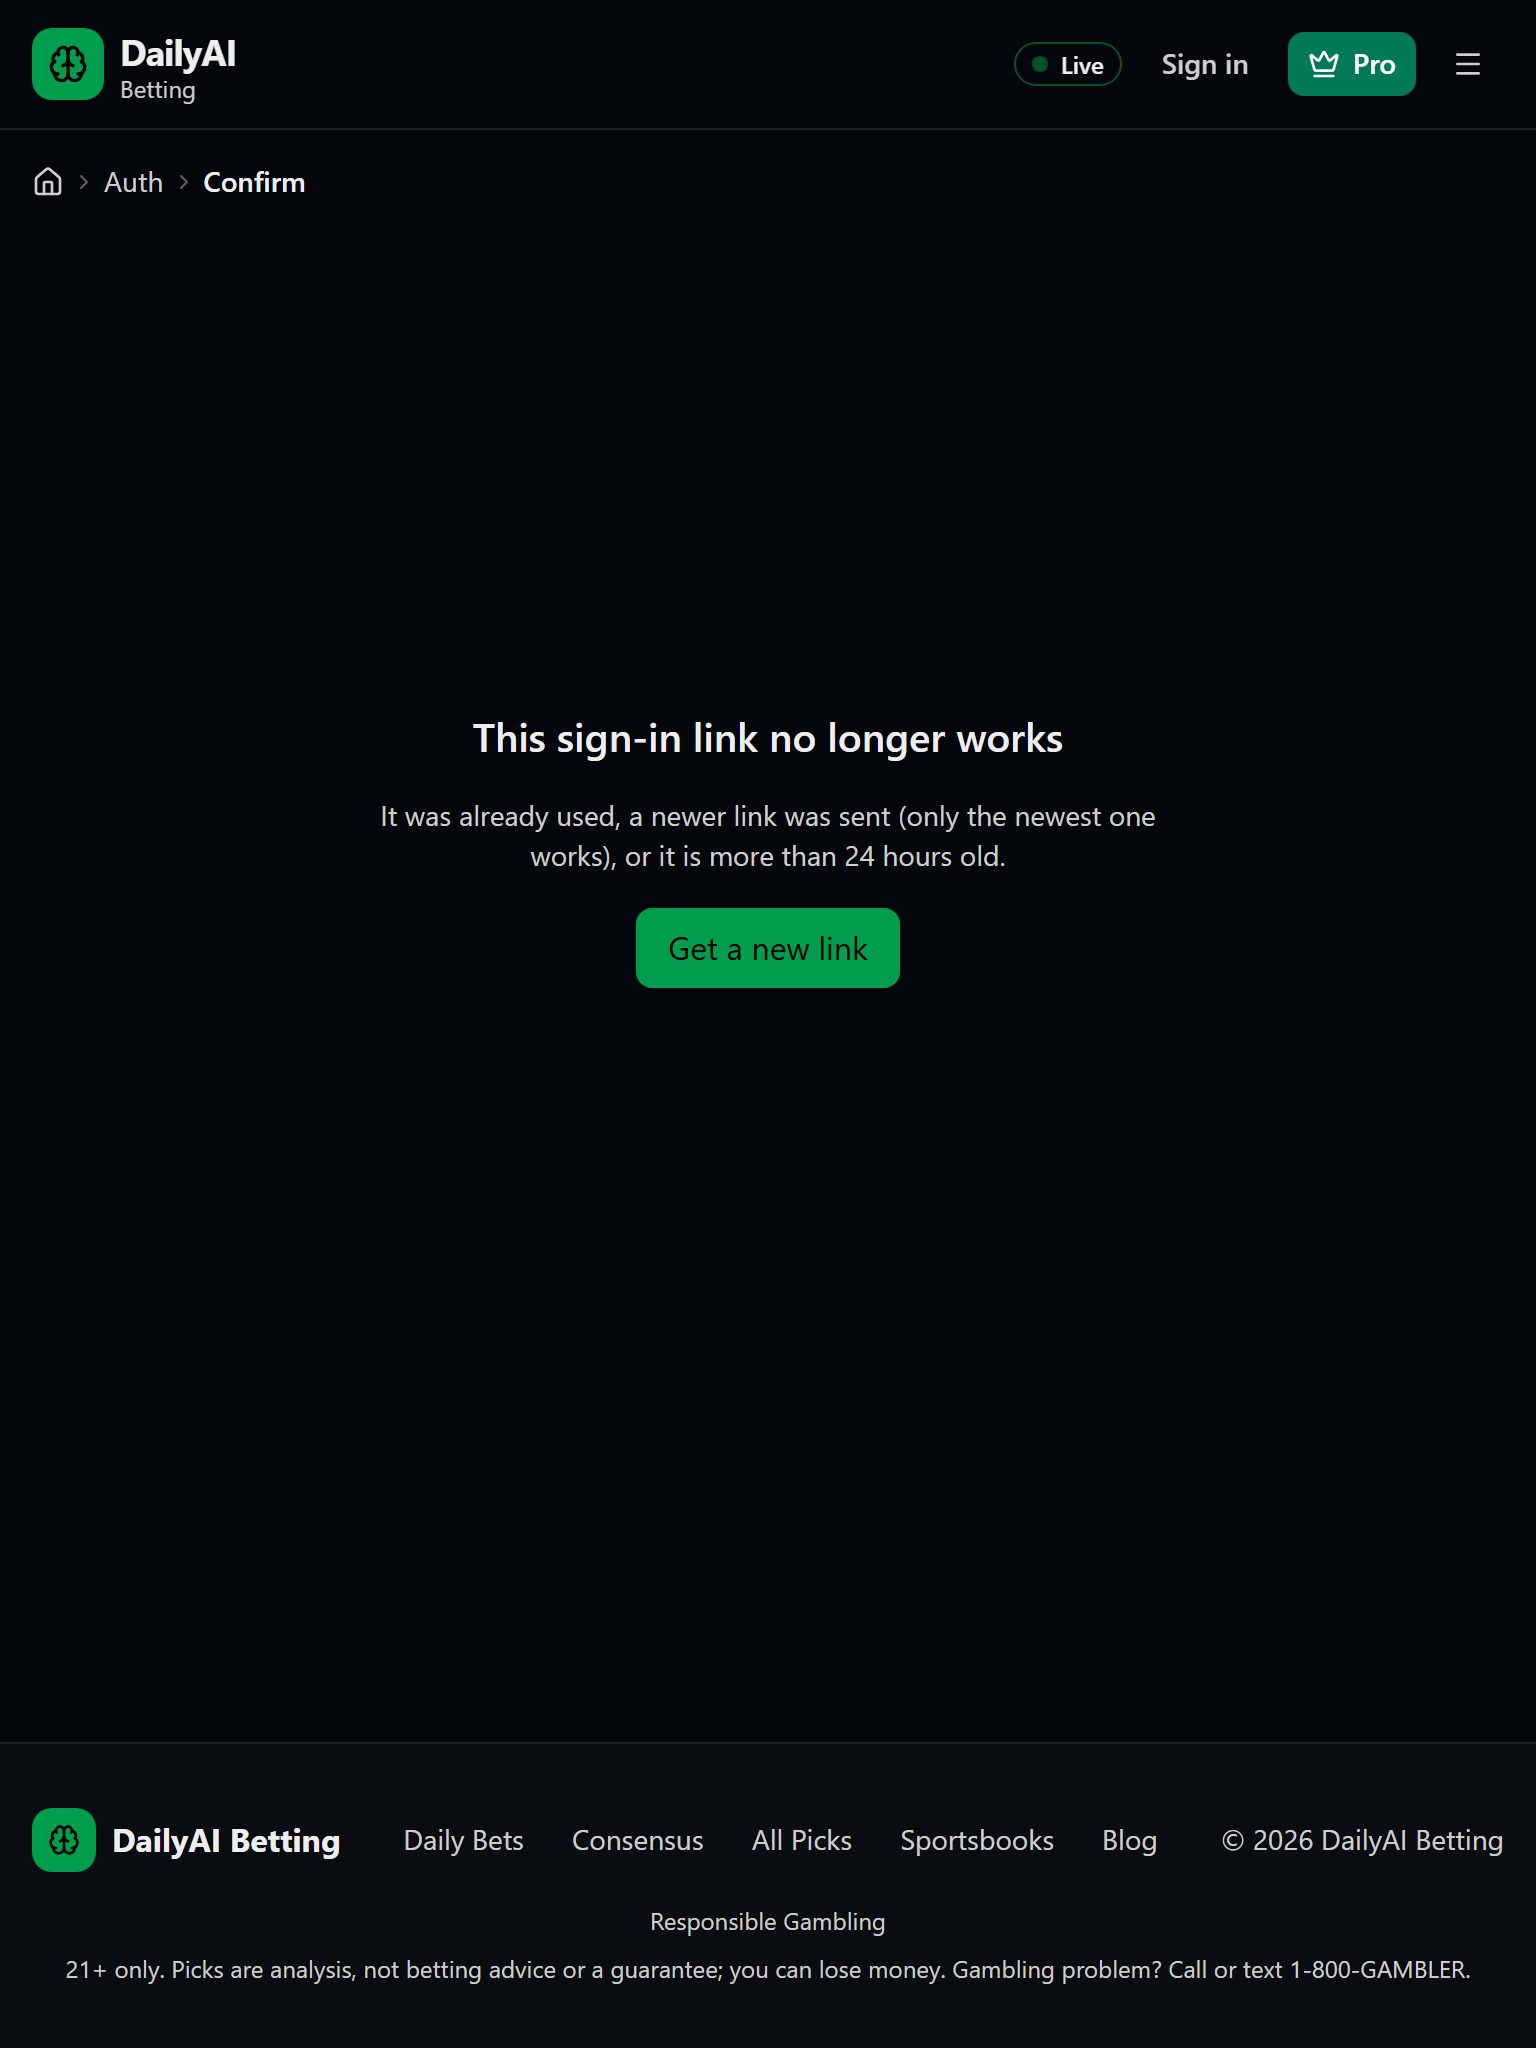 DailyAI
Betting
Live
Sign in
Pro
Auth
Confirm
This sign-in link no longer works
It was already used, a newer link was sent (only the newest one
works), or it is more than 24 hours old.
Get a new link
DailyAI Betting
Daily Bets
Consensus
All Picks
Sportsbooks
Blog
© 2026 DailyAI Betting
Responsible Gambling
21+ only. Picks are analysis, not betting advice or a guarantee; you can lose money. Gambling problem? Call or text 1-800-GAMBLER.